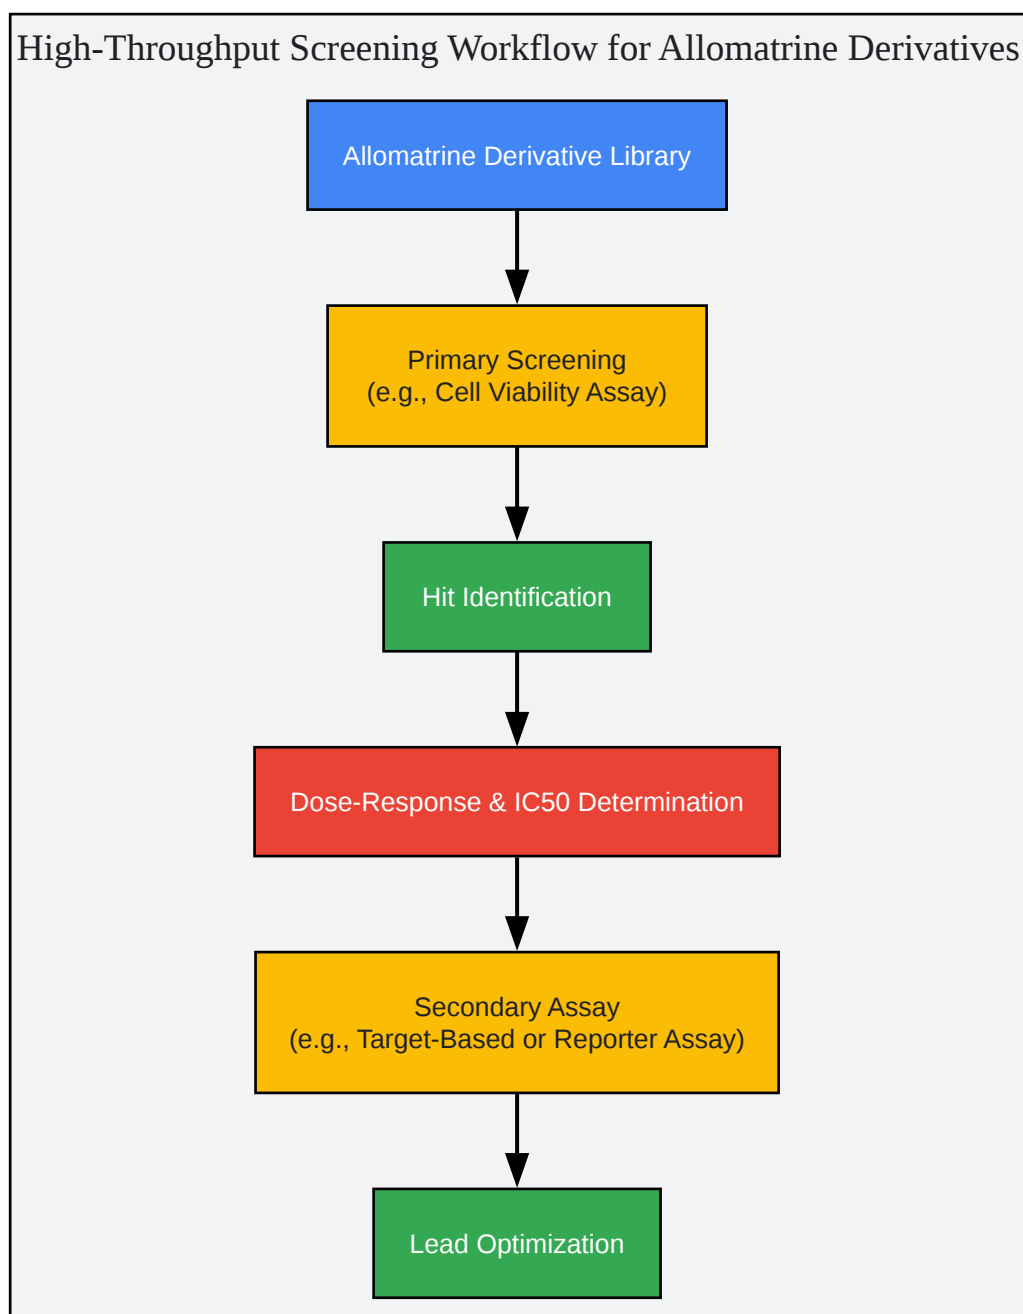 High-Throughput Screening Workflow for Allomatrine Derivatives
Allomatrine Derivative Library
Primary Screening
(e.g., Cell Viability Assay)
Hit Identification
Dose-Response & IC50 Determination
Secondary Assay
(e.g., Target-Based or Reporter Assay)
Lead Optimization